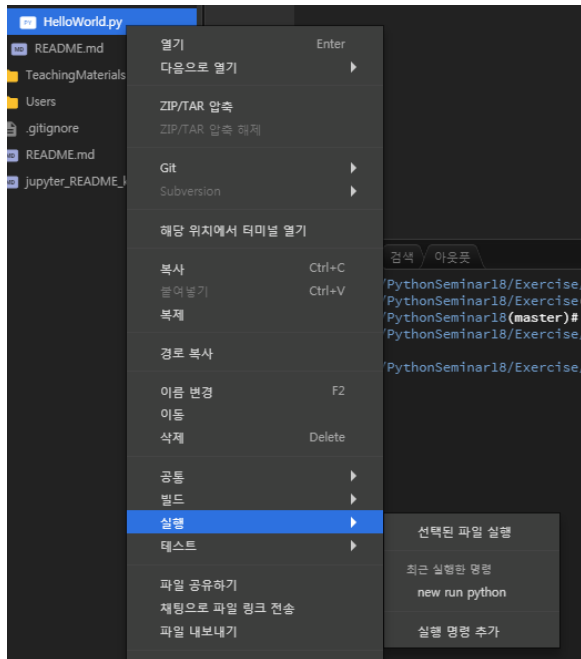 HelloWorld.py
README.md
TeachingMaterials
Users
.gitignore
README.md
jupyter_README_k
열기 Enter
다음으로 열기
ZIP/TAR 압축
ZIP/TAR 압축 해제
Git
Subversion
해당 위치에서 터미널 열기
복사 Ctrl+C
붙여넣기 Ctrl+V
복제
경로 복사
이름 변경 F2
이동
삭제 Delete
공통
빌드
실행
테스트
파일 공유하기
채팅으로 파일 링크 전송
파일 내보내기
선택된 파일 실행
최근 실행한 명령
new run python
실행 명령 추가
검색 아웃풋
/PythonSeminar18/Exercise/
/PythonSeminar18/Exercise
/PythonSeminar18(master)#
/PythonSeminar18/Exercise/
/PythonSeminar18/Exercise/